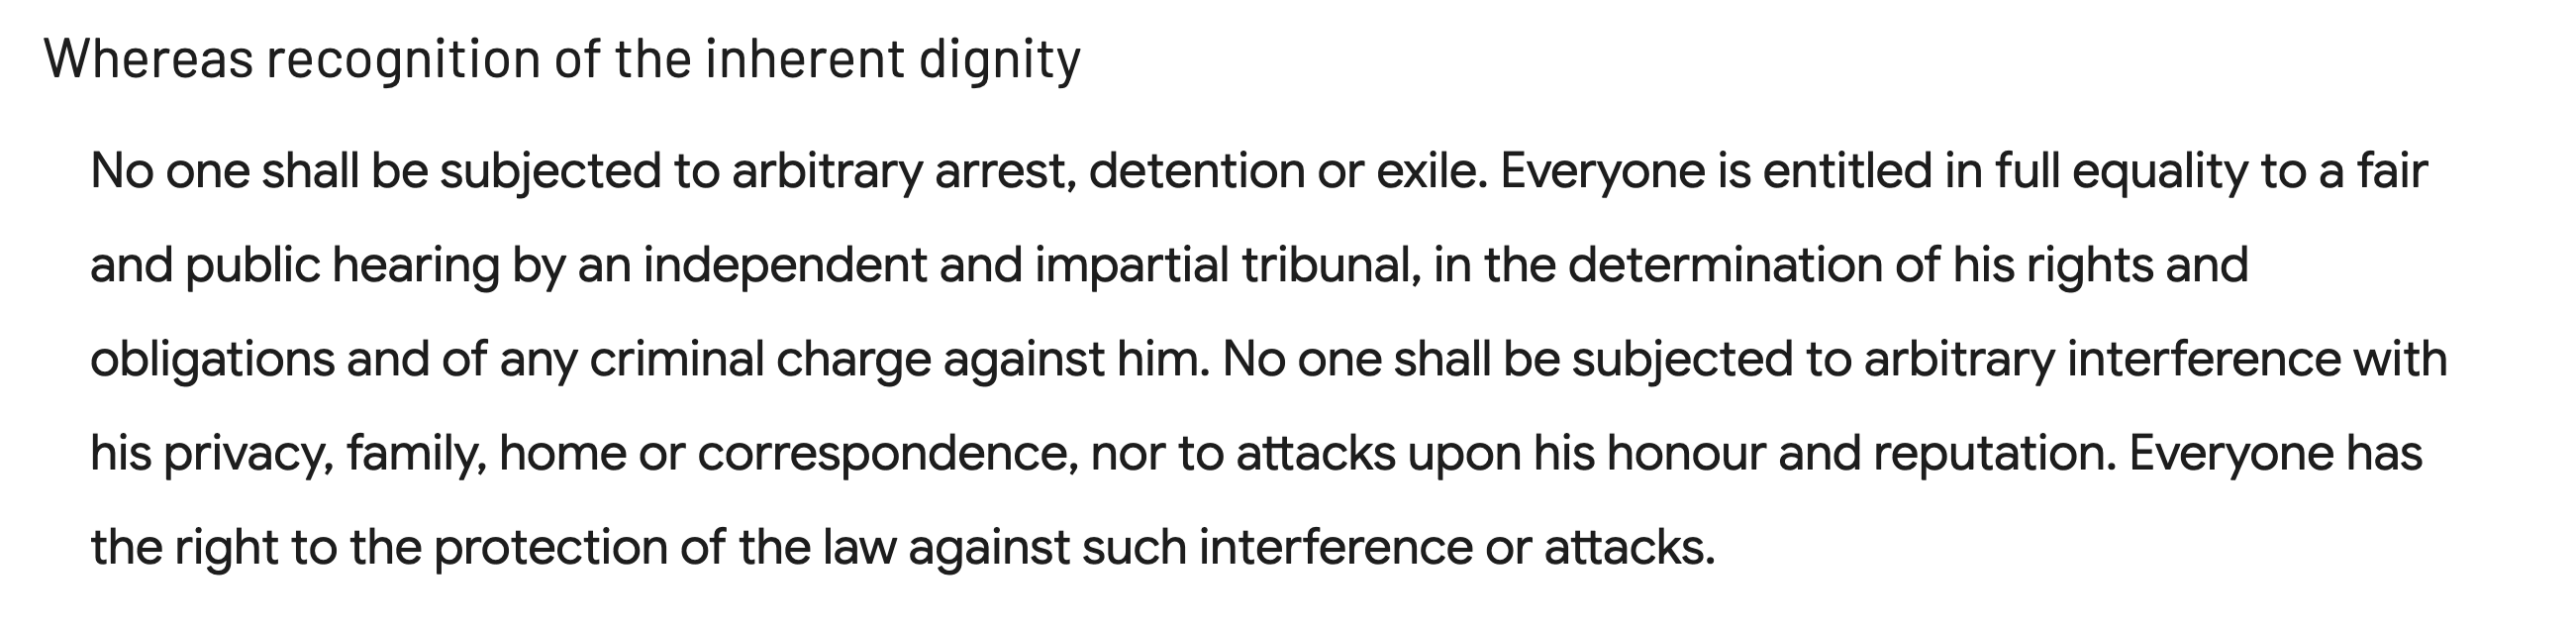 Whereas recognition of the inherent dignity
No one shall be subjected to arbitrary arrest, detention or exile. Everyone is entitled in full equality to a fair
and public hearing by an independent and impartial tribunal, in the determination of his rights and
obligations and of any criminal charge against him. No one shall be subjected to arbitrary interference with
his privacy, family, home or correspondence, nor to attacks upon his honour and reputation. Everyone has
the right to the protection of the law against such interference or attacks.